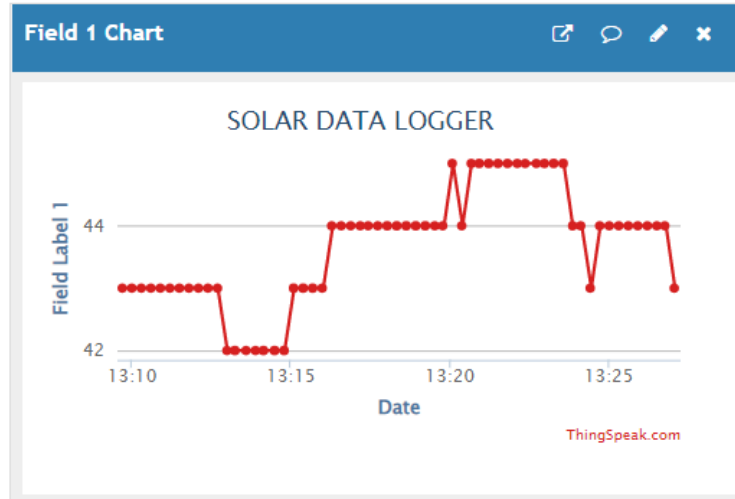 Field 1 Chart
SOLAR DATA LOGGER
Field Label 1
44
42
13:10 13:15 13:20 13:25
Date
ThingSpeak.com